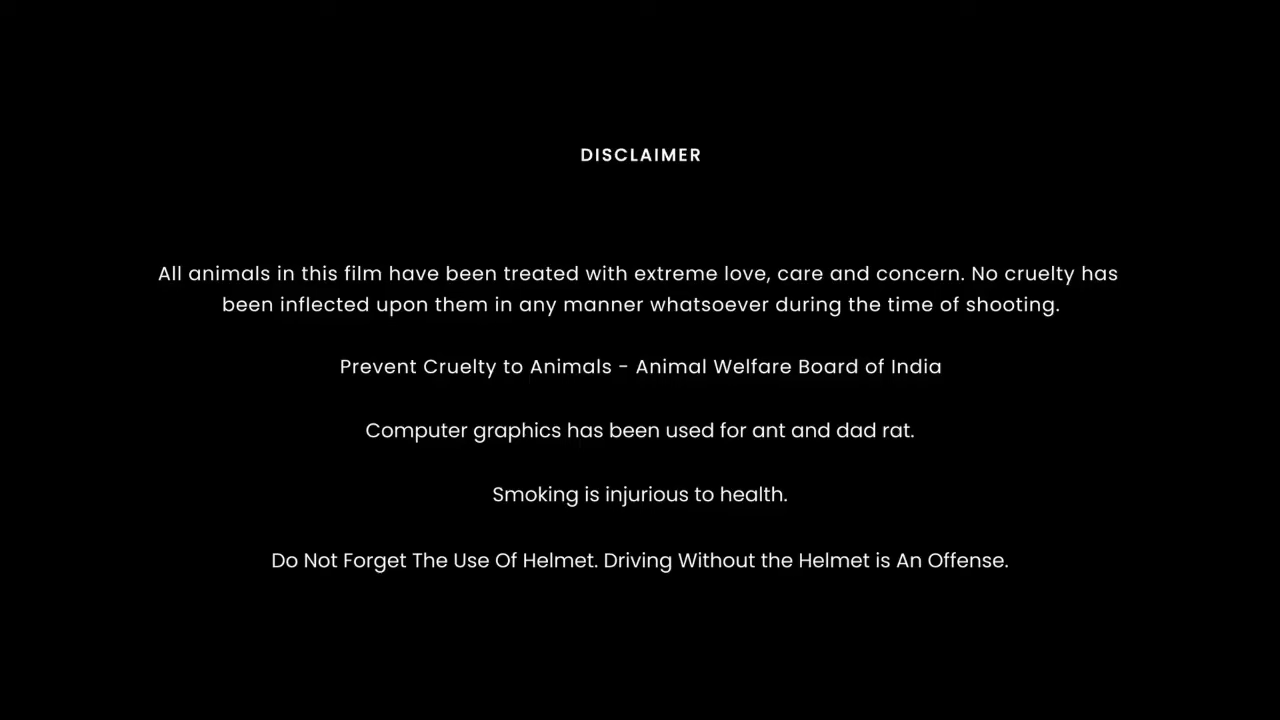 DISCLAIMER
All animals in this film have been treated with extreme love, care and concern. No cruelty has
been inflected upon them in any manner whatsoever during the time of shooting.
Prevent Cruelty to Animals - Animal Welfare Board of India
Computer graphics has been used for ant and dad rat.
Smoking is injurious to health.
Do Not Forget The Use Of Helmet. Driving Without the Helmet is An Offense.